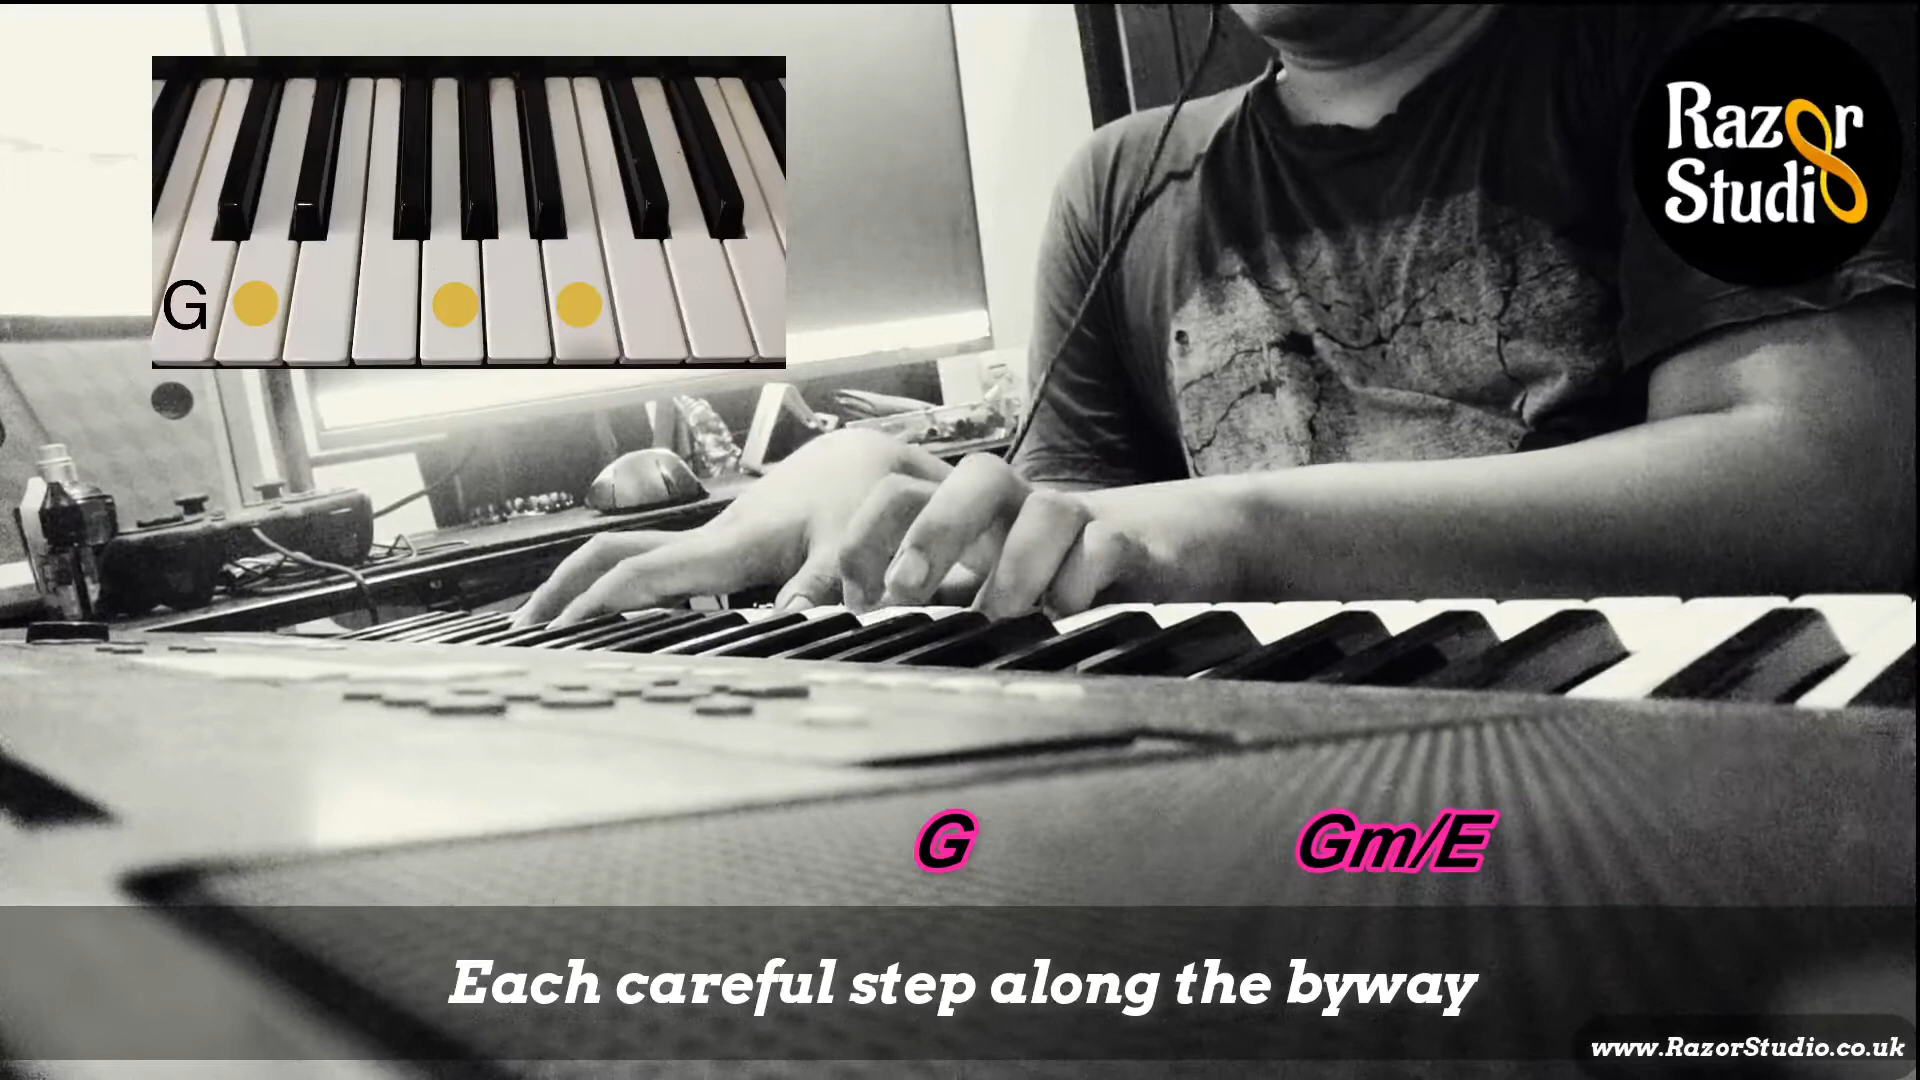 Razor
Studio
G
G Gm/E
Each careful step along the byway
www.RazorStudio.co.uk